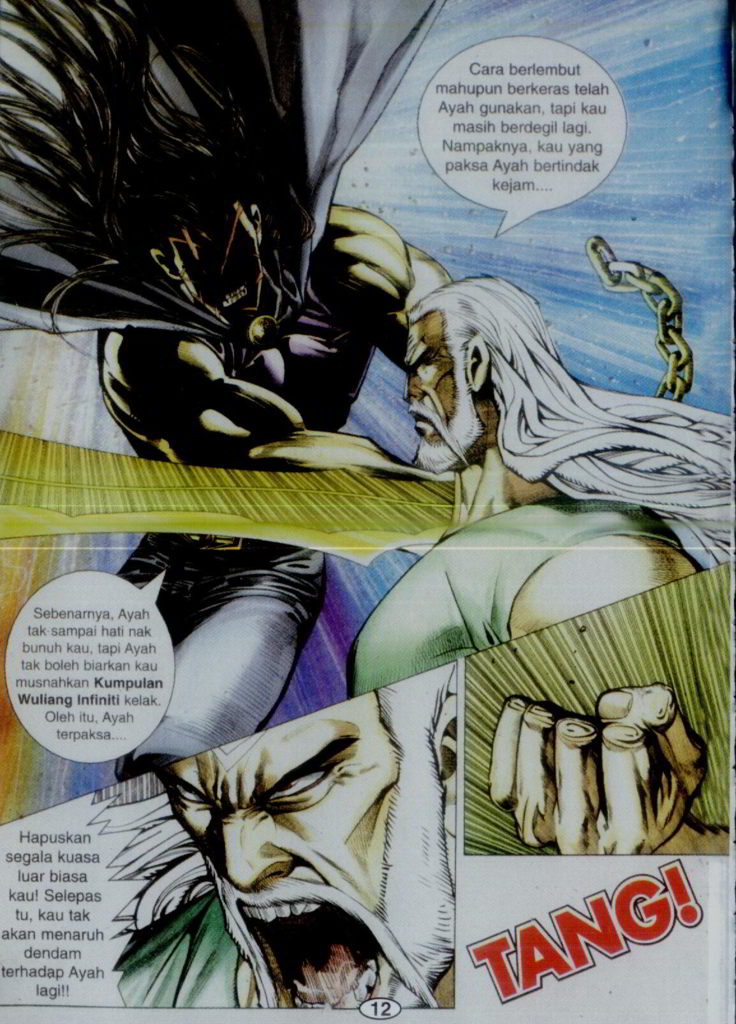 Cara berlembut
mahupun berkeras telah
Ayah gunakan, tapi kau
masih berdegil lagi.
Nampaknya, kau yang
paksa Ayah bertindak
kejam....
Sebenarnya, Ayah
tak sampai hati nak
bunuh kau, tapi Ayah
tak boleh biarkan kau
musnahkan Kumpulan
Wuliang Infiniti kelak.
Oleh itu, Ayah
terpaksa....
Hapuskan
segala kuasa
luar biasa
kau! Selepas
tu, kau tak
akan menaruh
dendam
terhadap Ayah
lagi!!
TANG!
12